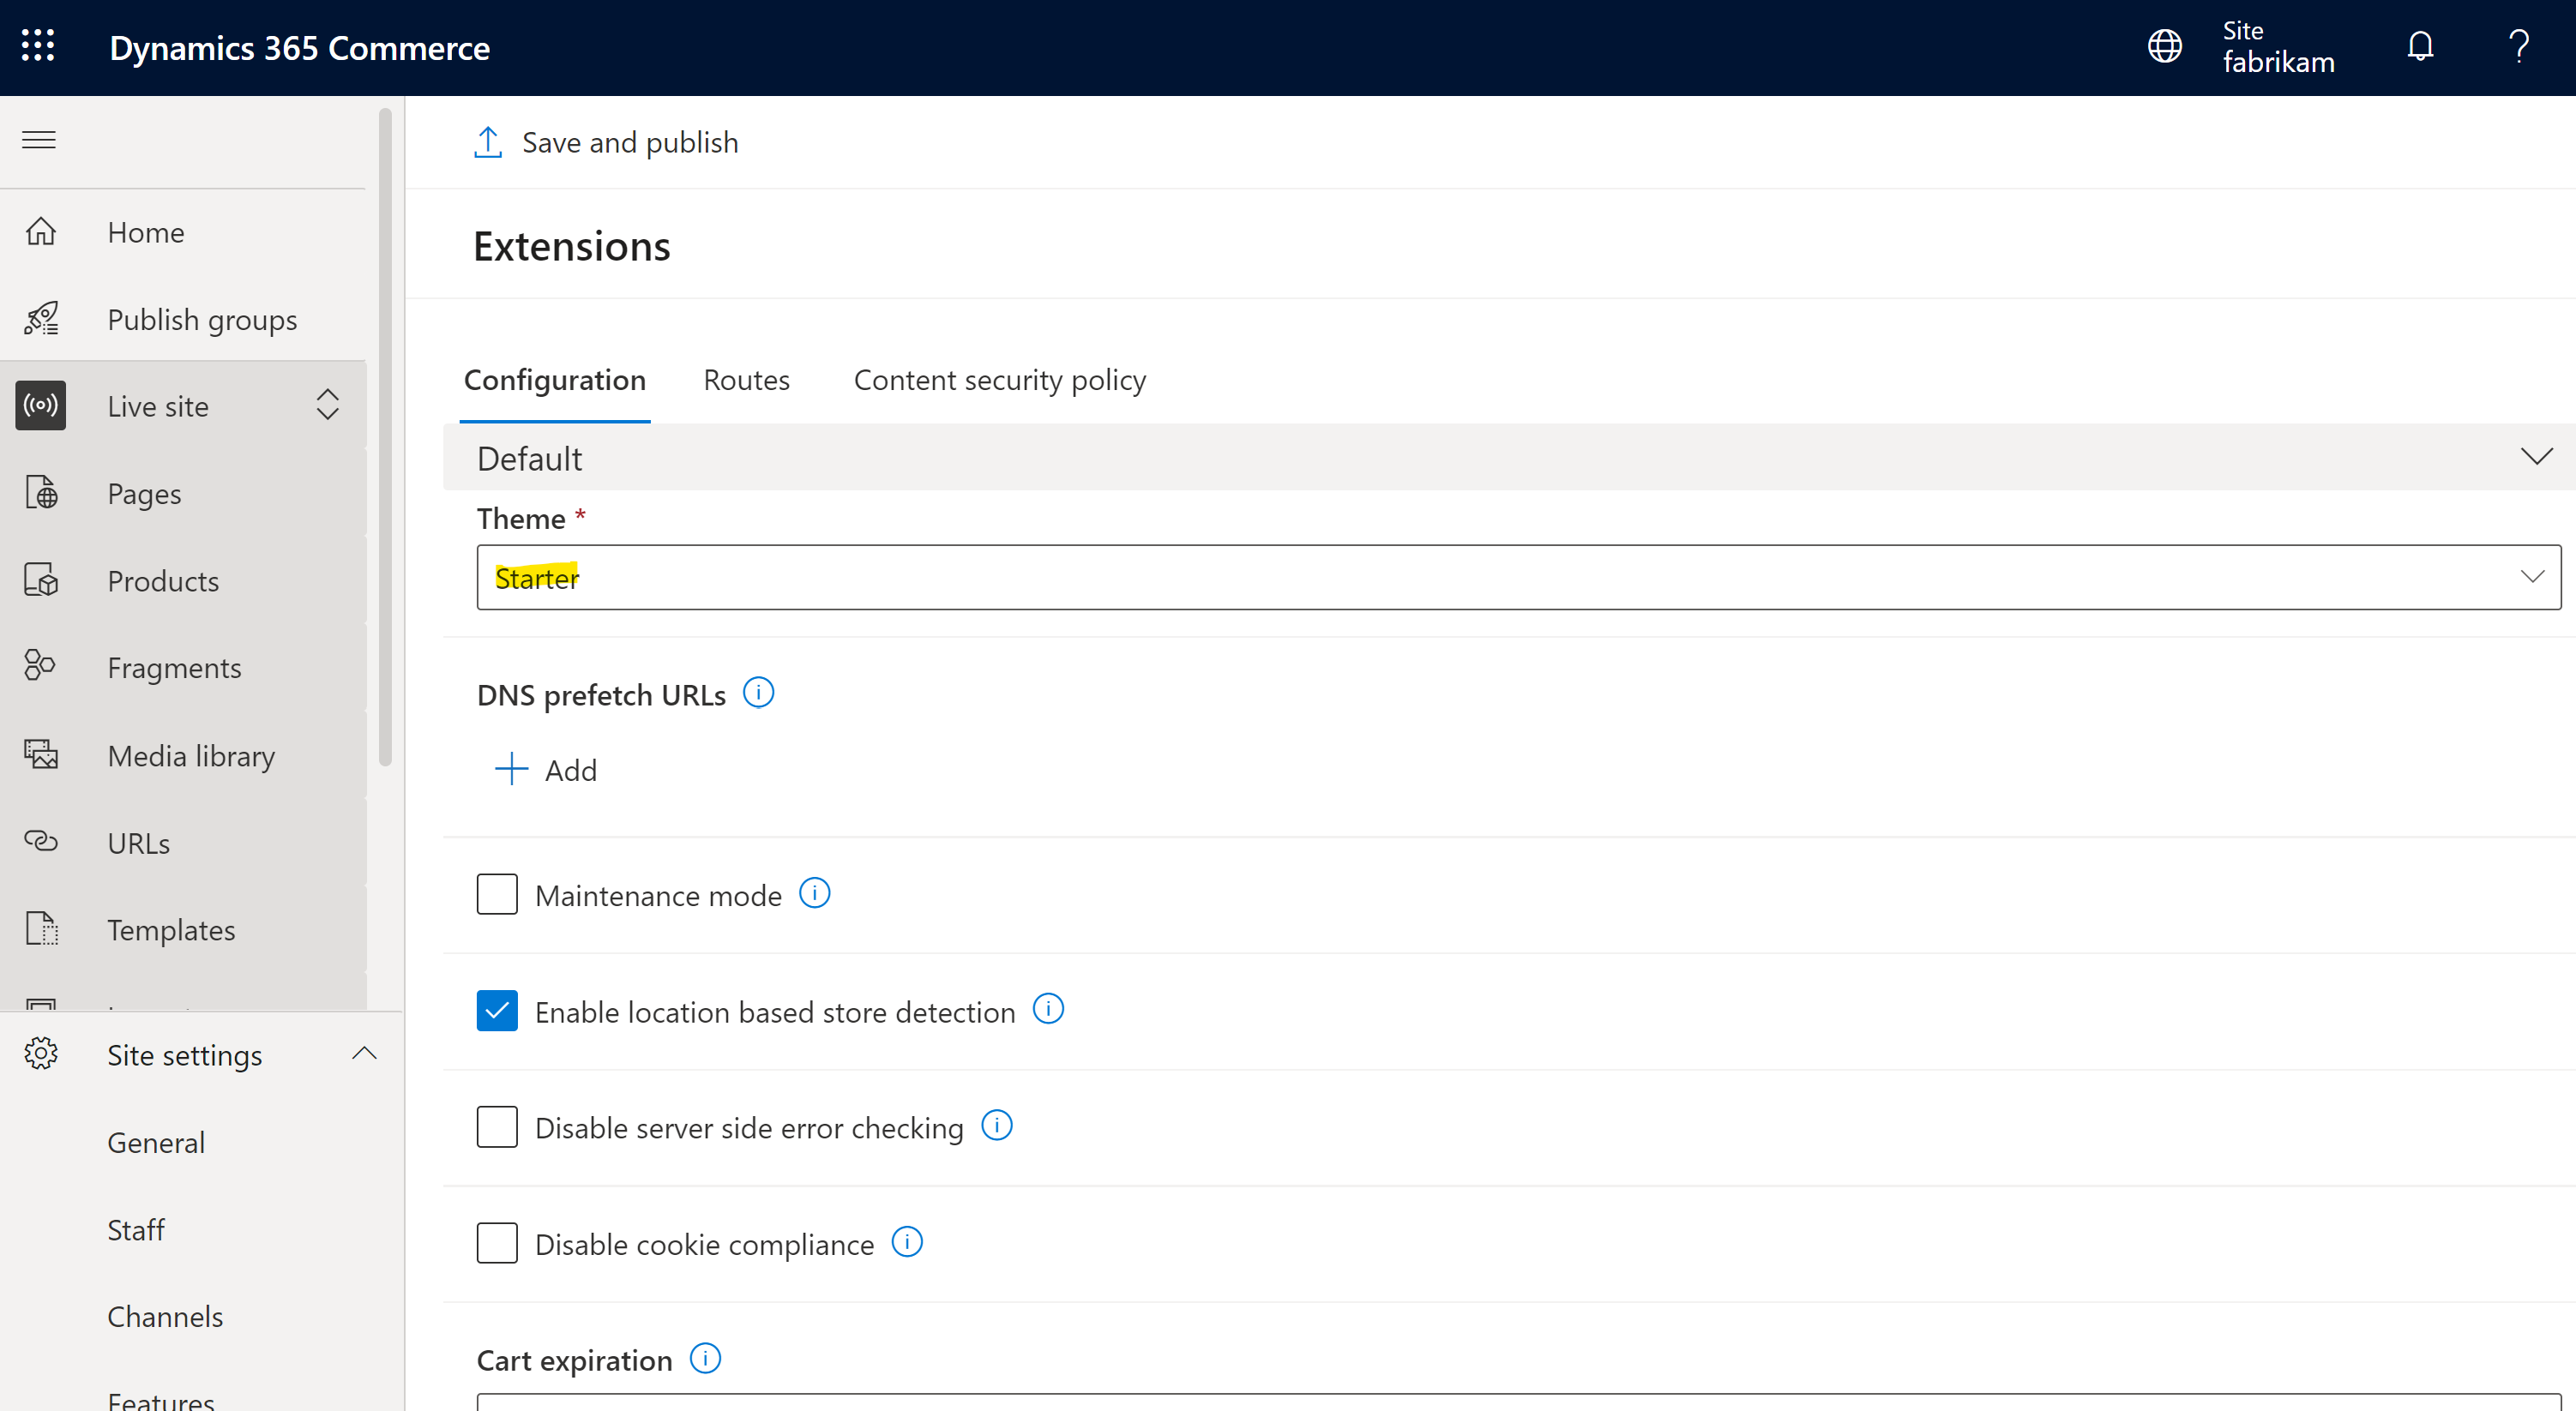 Dynamics 365 Commerce
Site
fabrikam
?
Save and publish
Home
Publish groups
Live site
Pages
Products
Fragments
Media library
URLs
Templates
Site settings
General
Staff
Channels
Features
Extensions
Configuration
Routes
Content security policy
Default
Theme *
Starter
DNS prefetch URLs
Add
Maintenance mode
Enable location based store detection
Disable server side error checking
Disable cookie compliance
Cart expiration